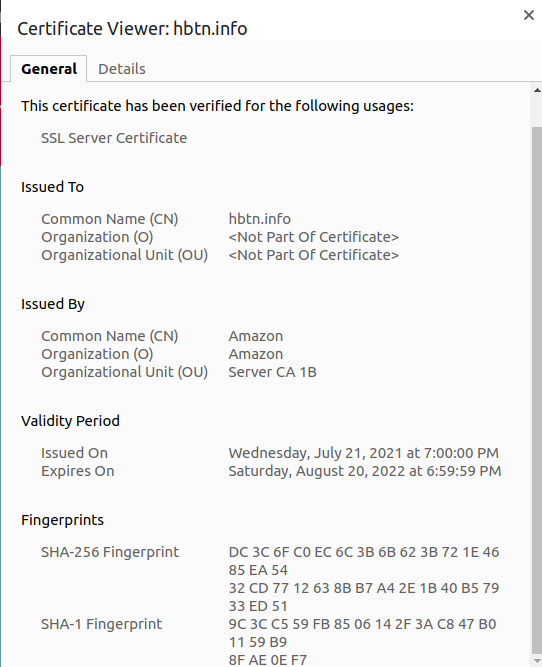 Certificate Viewer: hbtn.info
General Details
This certificate has been verified for the following usages:
SSL Server Certificate
Issued To
Common Name (CN) hbtn.info
Organization (O) <Not Part Of Certificate>
Organizational Unit (OU) <Not Part Of Certificate>
Issued By
Common Name (CN) Amazon
Organization (O) Amazon
Organizational Unit (OU) Server CA 1B
Validity Period
Issued On Wednesday, July 21, 2021 at 7:00:00 PM
Expires On Saturday, August 20, 2022 at 6:59:59 PM
Fingerprints
SHA-256 Fingerprint DC 3C 6F C0 EC 6C 3B 6B 62 3B 72 1E 46
85 EA 54
32 CD 77 12 63 8B B7 A4 2E 1B 40 B5 79
33 ED 51
SHA-1 Fingerprint 9C 3C C5 59 FB 85 06 14 2F 3A C8 47 B0
11 59 B9
8F AE 0E F7